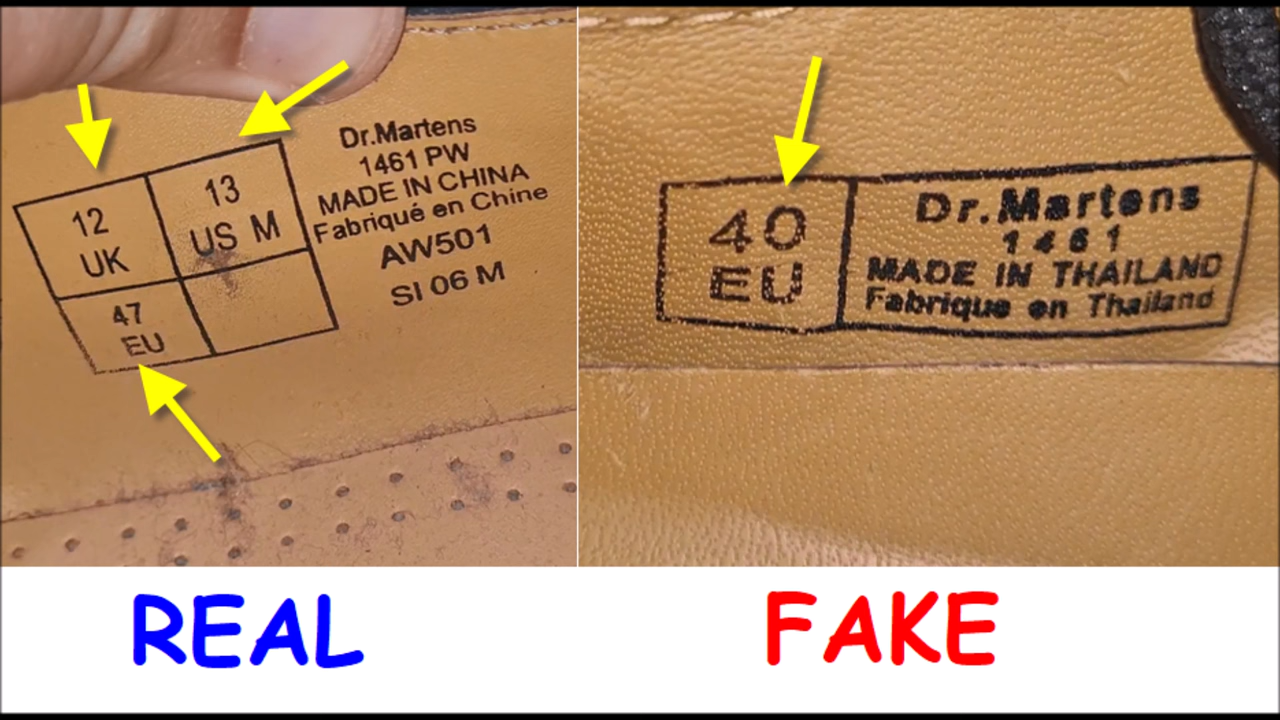 12
UK
13
US M
47
EU
Dr.Martens
1461 PW
MADE IN CHINA
Fabriqué en Chine
AW501
SI 06 M
40
EU
Dr.Martens
1461
MADE IN THAILAND
Fabrique en Thailand
REAL
FAKE